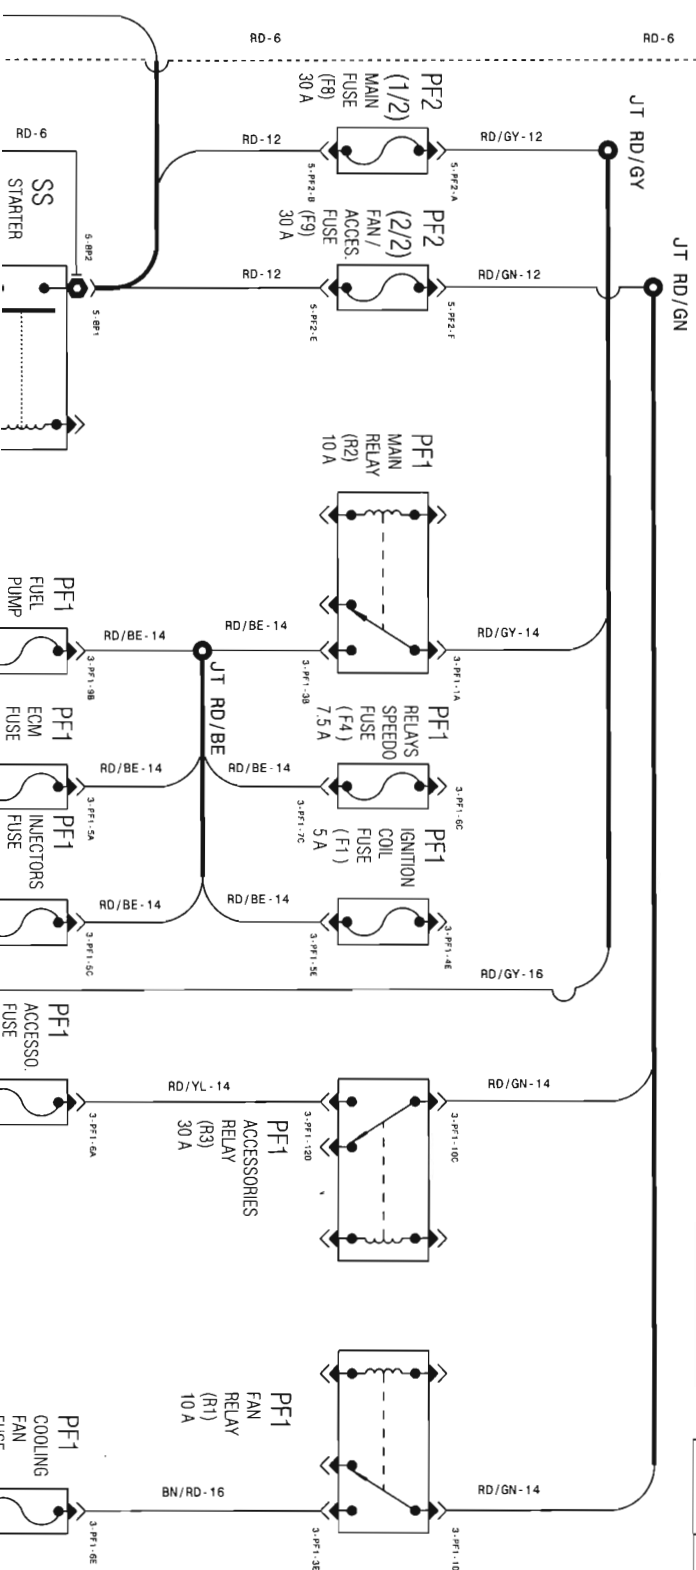 RD-6
RD-6
PF2
(1/2)
MAIN
FUSE
(F8)
30 A
JT RD/GY
RD-6
RD-12
RD/GY-12
5-PF2-B
5-PF2-A
SS
STARTER
PF2
(2/2)
FAN /
ACCES.
FUSE
(F9)
30 A
JT RD/GN
5-BP2
5-BP1
RD-12
RD/GN-12
5-PF2-E
5-PF2-F
PF1
MAIN
RELAY
(R2)
10 A
PF1
FUEL
PUMP
RD/BE-14
RD/BE-14
RD/GY-14
3-PF1-9B
3-PF1-3B
3-PF1-1A
JT RD/BE
PF1
ECM
FUSE
PF1
RELAYS
SPEEDO
FUSE
(F4)
7.5 A
RD/BE-14
RD/BE-14
3-PF1-5A
3-PF1-7C
3-PF1-6C
PF1
INJECTORS
FUSE
PF1
IGNITION
COIL
FUSE
(F1)
5 A
RD/BE-14
RD/BE-14
3-PF1-5C
3-PF1-5E
3-PF1-4E
RD/GY-16
PF1
ACCESSO.
FUSE
RD/YL-14
RD/GN-14
3-PF1-6A
3-PF1-12D
3-PF1-10C
PF1
ACCESSORIES
RELAY
(R3)
30 A
PF1
FAN
RELAY
(R1)
10 A
PF1
COOLING
FAN
BN/RD-16
RD/GN-14
3-PF1-6E
3-PF1-3E
3-PF1-10